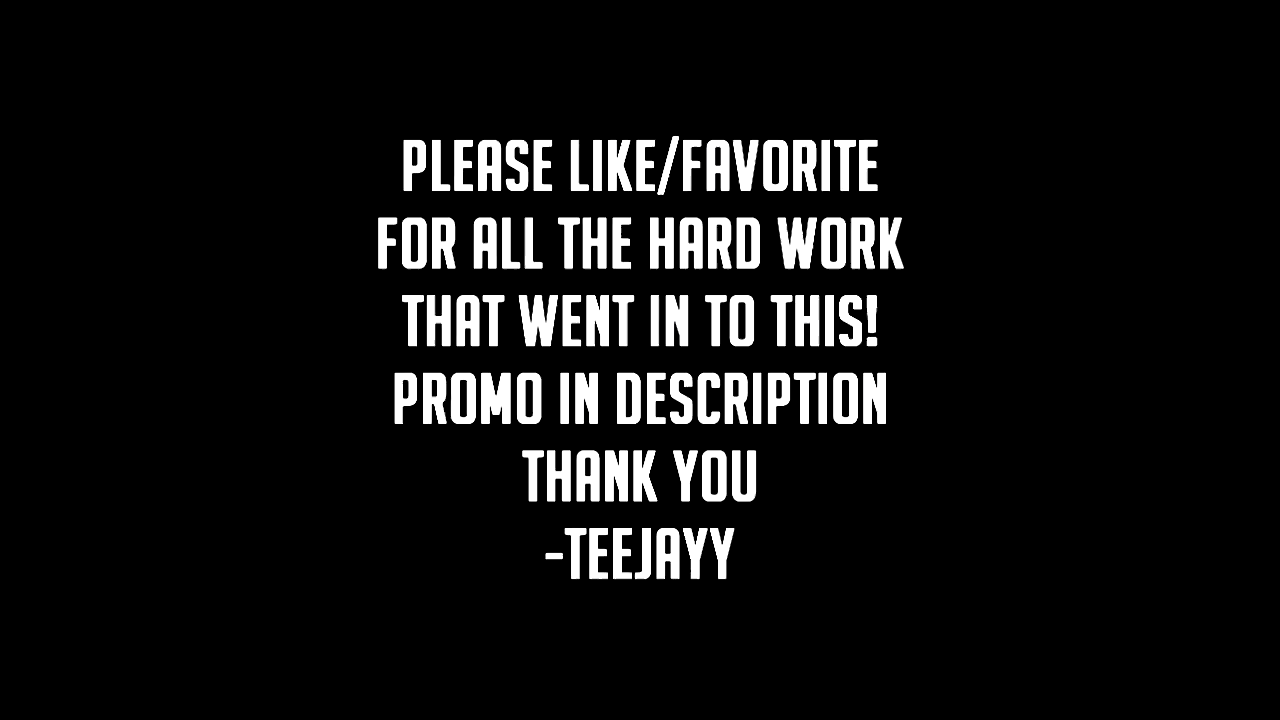 PLEASE LIKE/FAVORITE
FOR ALL THE HARD WORK
THAT WENT IN TO THIS!
PROMO IN DESCRIPTION
THANK YOU
-TEEJAYY